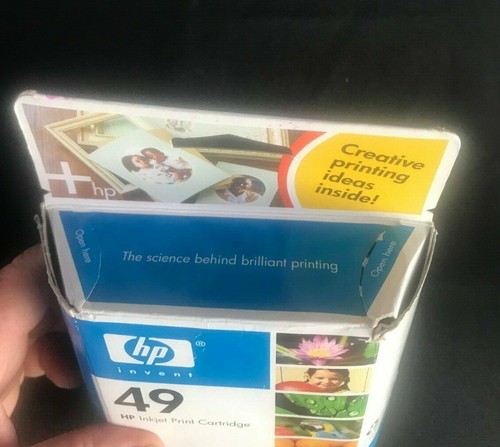 +hp
Creative
printing
ideas
inside!
Open here
The science behind brilliant printing
Open here
hp®
invent
49
HP Inkjet Print Cartridge